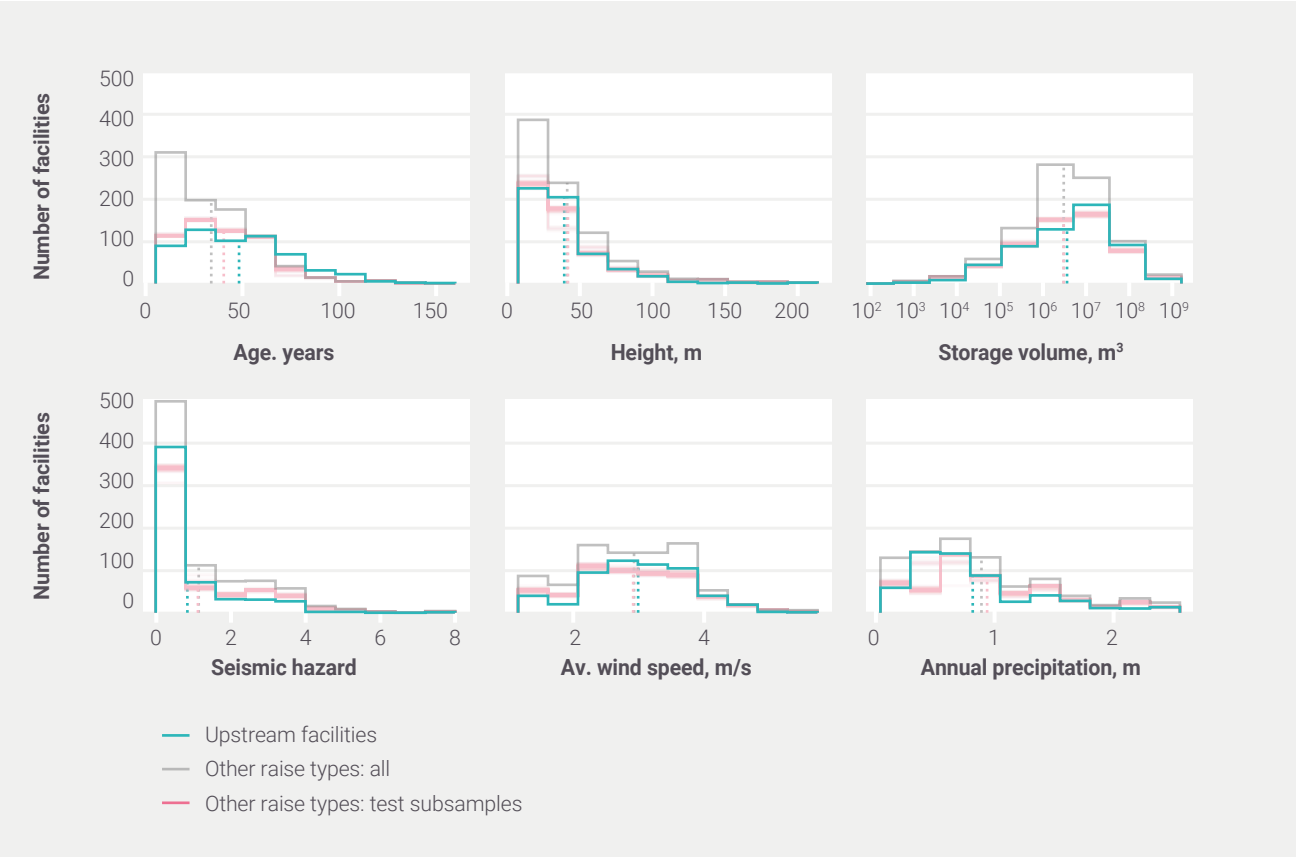 Number of facilities
500
400
300
200
100
0
0 50 100 150
Age. years
0 50 100 150 200
Height, m
10² 10³ 10⁴ 10⁵ 10⁶ 10⁷ 10⁸ 10⁹
Storage volume, m³
Number of facilities
500
400
300
200
100
0
0 2 4 6 8
Seismic hazard
2 4
Av. wind speed, m/s
0 1 2
Annual precipitation, m
Upstream facilities
Other raise types: all
Other raise types: test subsamples